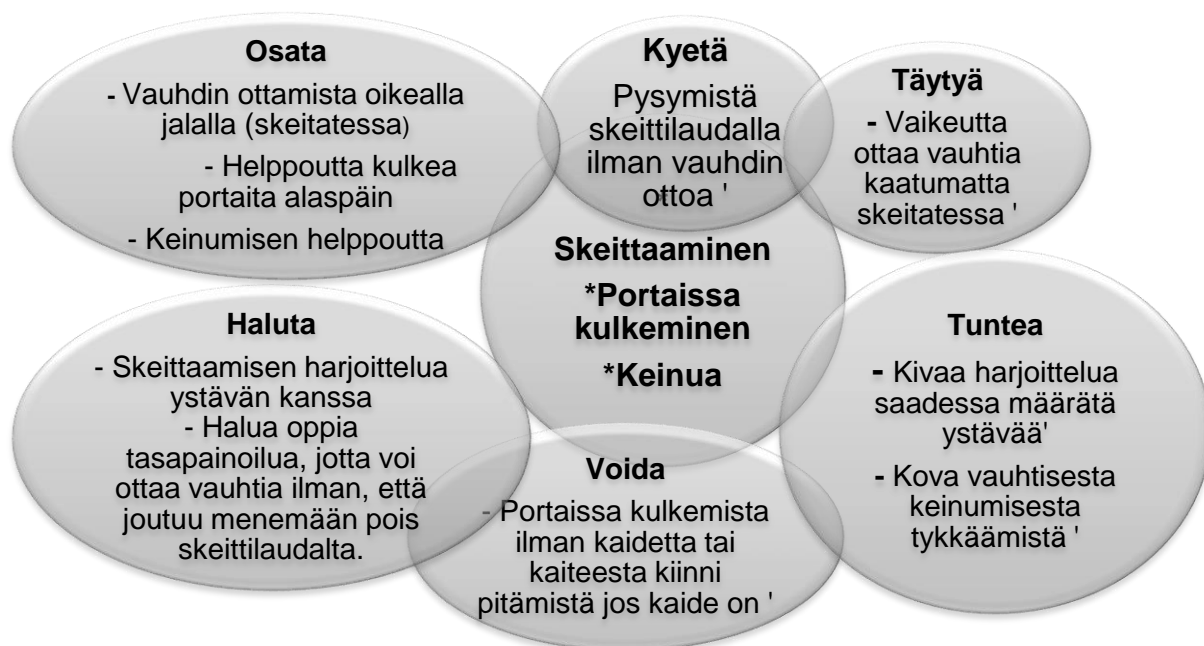 Osata
- Vauhdin ottamista oikealla
jalalla (skeitatessa)
- Helppoutta kulkea
portaita alaspäin
- Keinumisen helppoutta
Kyetä
Pysymistä
skeittilaudalla
ilman vauhdin
ottoa '
Täytyä
- Vaikeutta
ottaa vauhtia
kaatumatta
skeitatessa '
Skeittaaminen
*Portaissa
kulkeminen
*Keinua
Haluta
- Skeittaamisen harjoittelua
ystävän kanssa
- Halua oppia
tasapainoilua, jotta voi
ottaa vauhtia ilman, että
joutuu menemään pois
skeittilaudalta.
Voida
- Portaissa kulkemista
ilman kaidetta tai
kaiteesta kiinni
pitämistä jos kaide on '
Tuntea
- Kivaa harjoittelua
saadessa määrätä
ystävää'
- Kova vauhtisesta
keinumisesta
tykkäämistä '